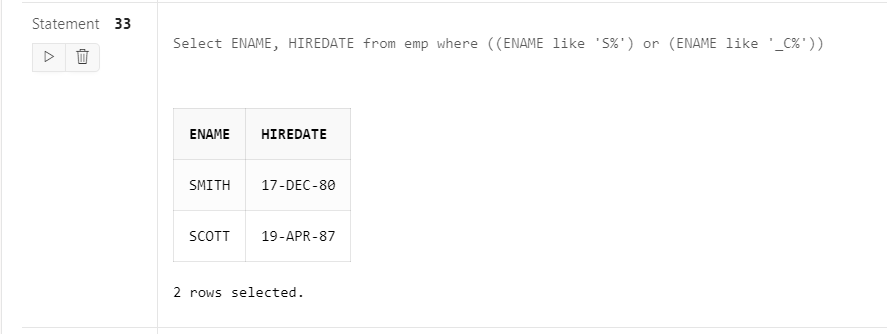 Statement 33
Select ENAME, HIREDATE from emp where ((ENAME like 'S%') or (ENAME like '_C%'))
ENAME HIREDATE
SMITH 17-DEC-80
SCOTT 19-APR-87
2 rows selected.